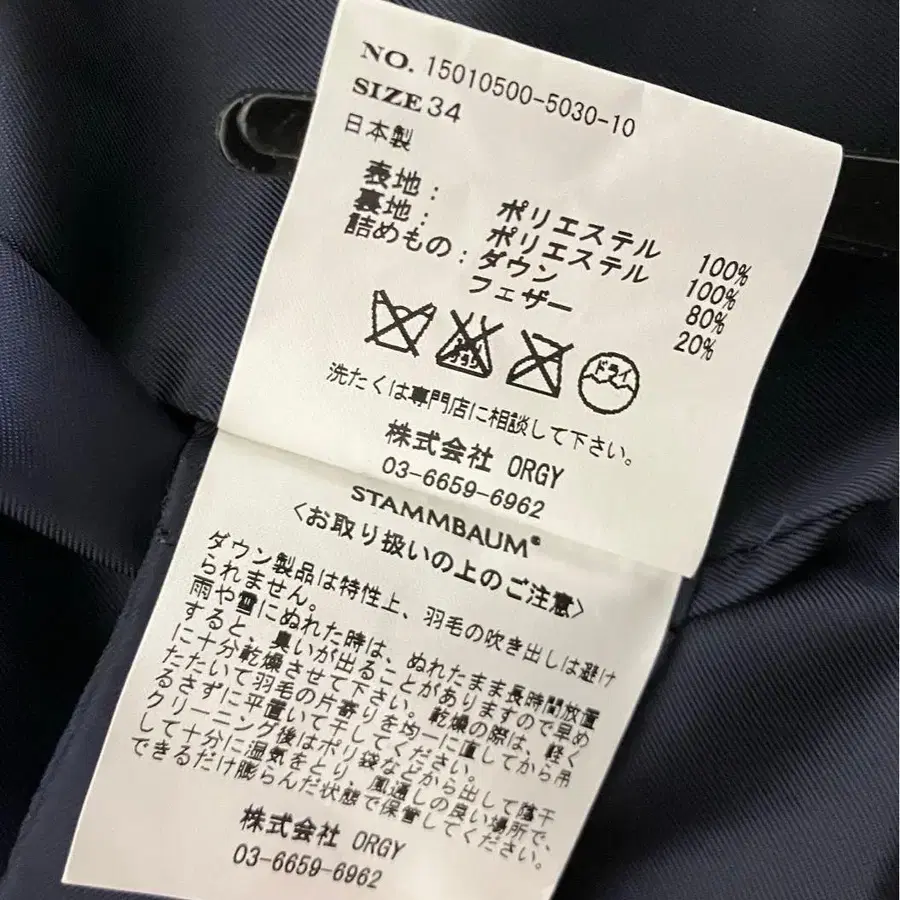 NO. 15010500-5030-10
SIZE 34
日本製
表地: ポリエステル 100%
裏地: ポリエステル 100%
詰めもの: ダウン 80%
フェザー 20%
エンソ サラシ
ドライ
洗たくは専門店に相談して下さい。
株式会社 ORGY
03-6659-6962
STAMMBAUM®
<お取り扱いの上のご注意>
ダウン製品は特性上、羽毛の吹き出しは避け
られません。
雨や雪にぬれた時は、ぬれたまま長時間放置
すると、臭いが出ることがありますので早め
に十分乾燥させて下さい。乾燥の際は、軽く
たたいて羽毛の片寄りを均一に直してから吊
るさずに平置いて干してください。
クリーニング後はポリ袋などから出して陰干
して十分に湿気をとり、風通しの良い場所で、
できるだけ膨らんだ状態で保管してください。
株式会社 ORGY
03-6659-6962